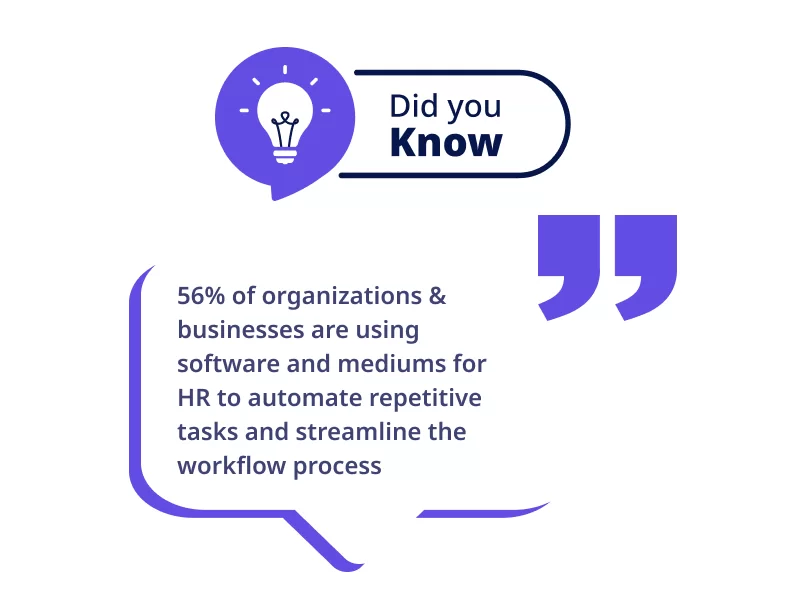 Did you
Know
56% of organizations &
businesses are using
software and mediums for
HR to automate repetitive
tasks and streamline the
workflow process